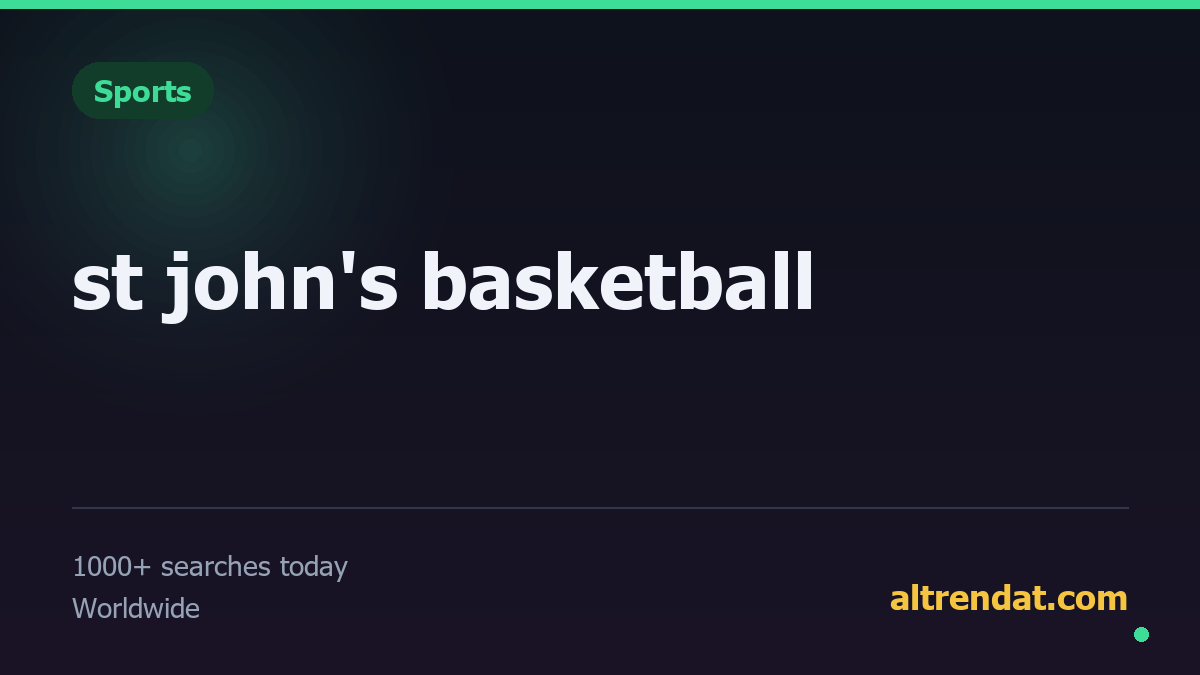 Sports
st john's basketball
1000+ searches today
Worldwide
altrendat.com